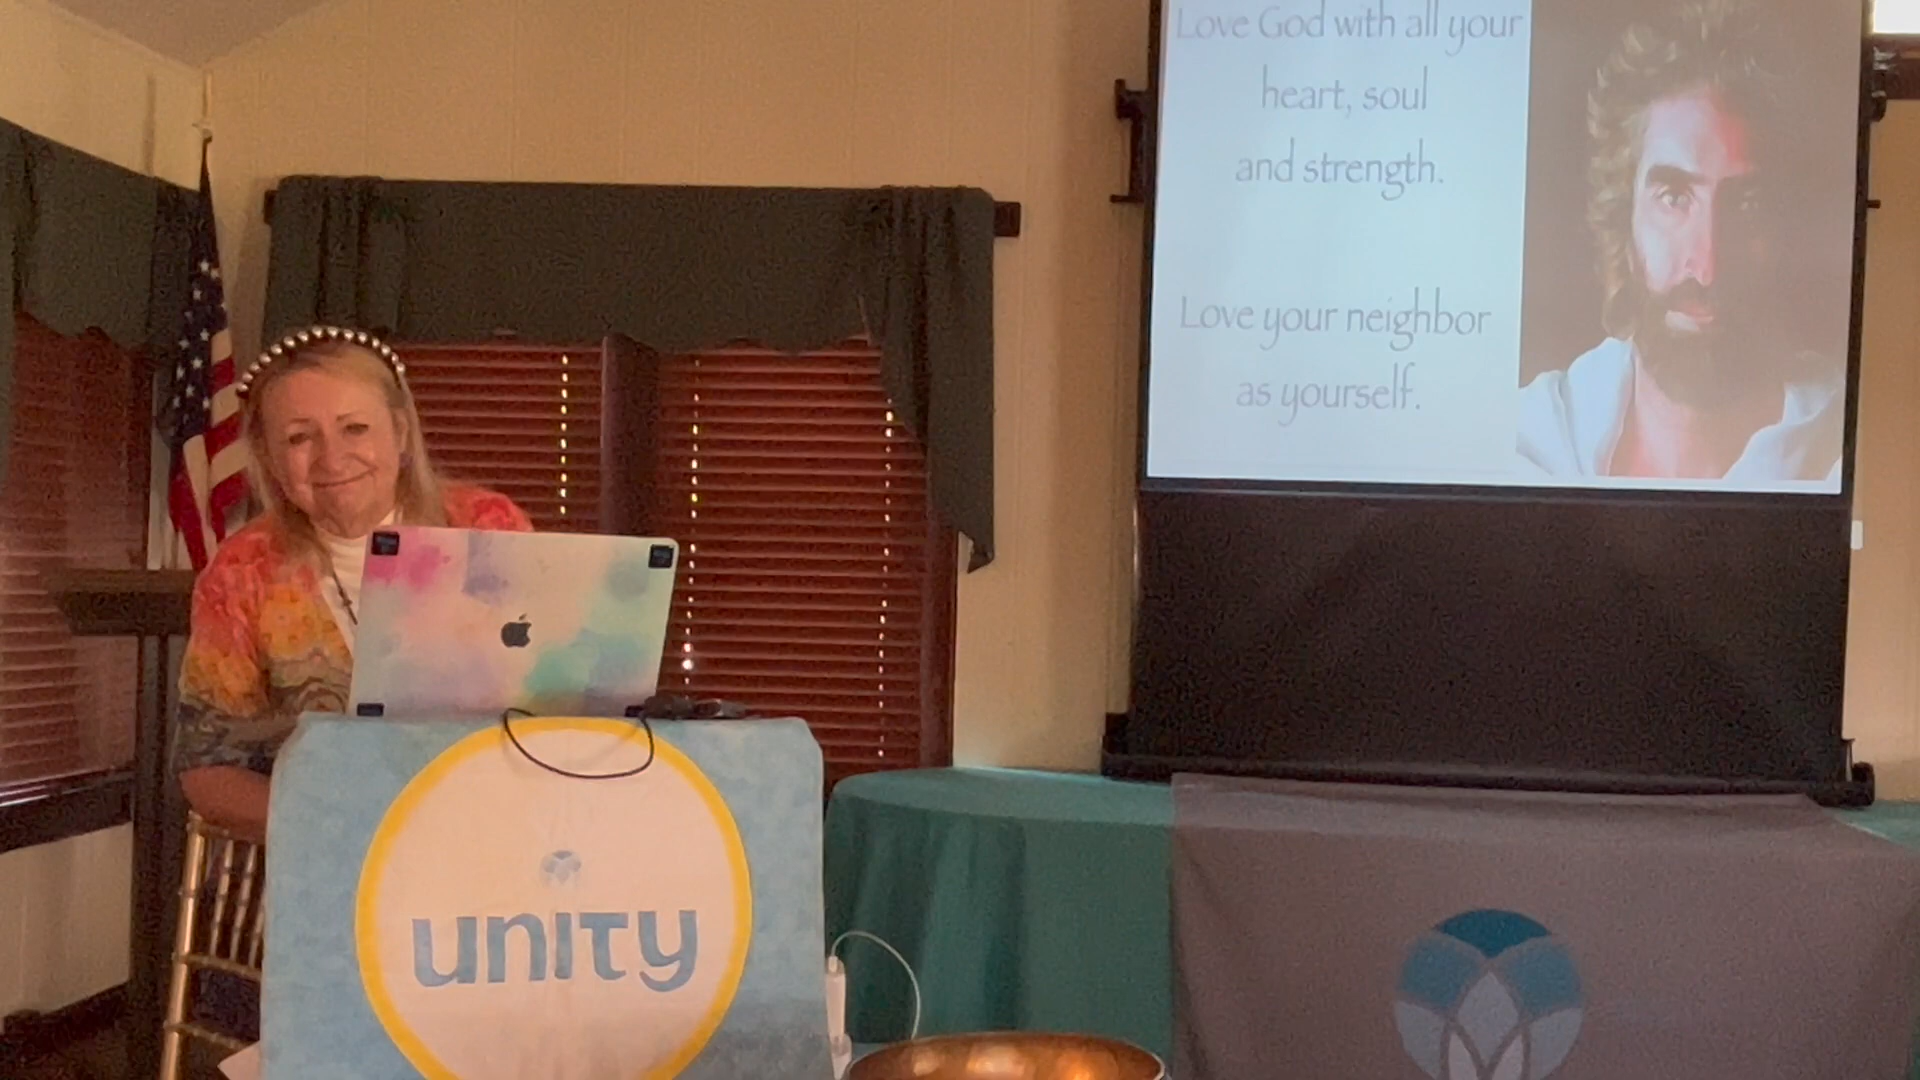 Love God with all your
heart, soul
and strength.
Love your neighbor
as yourself.
unity